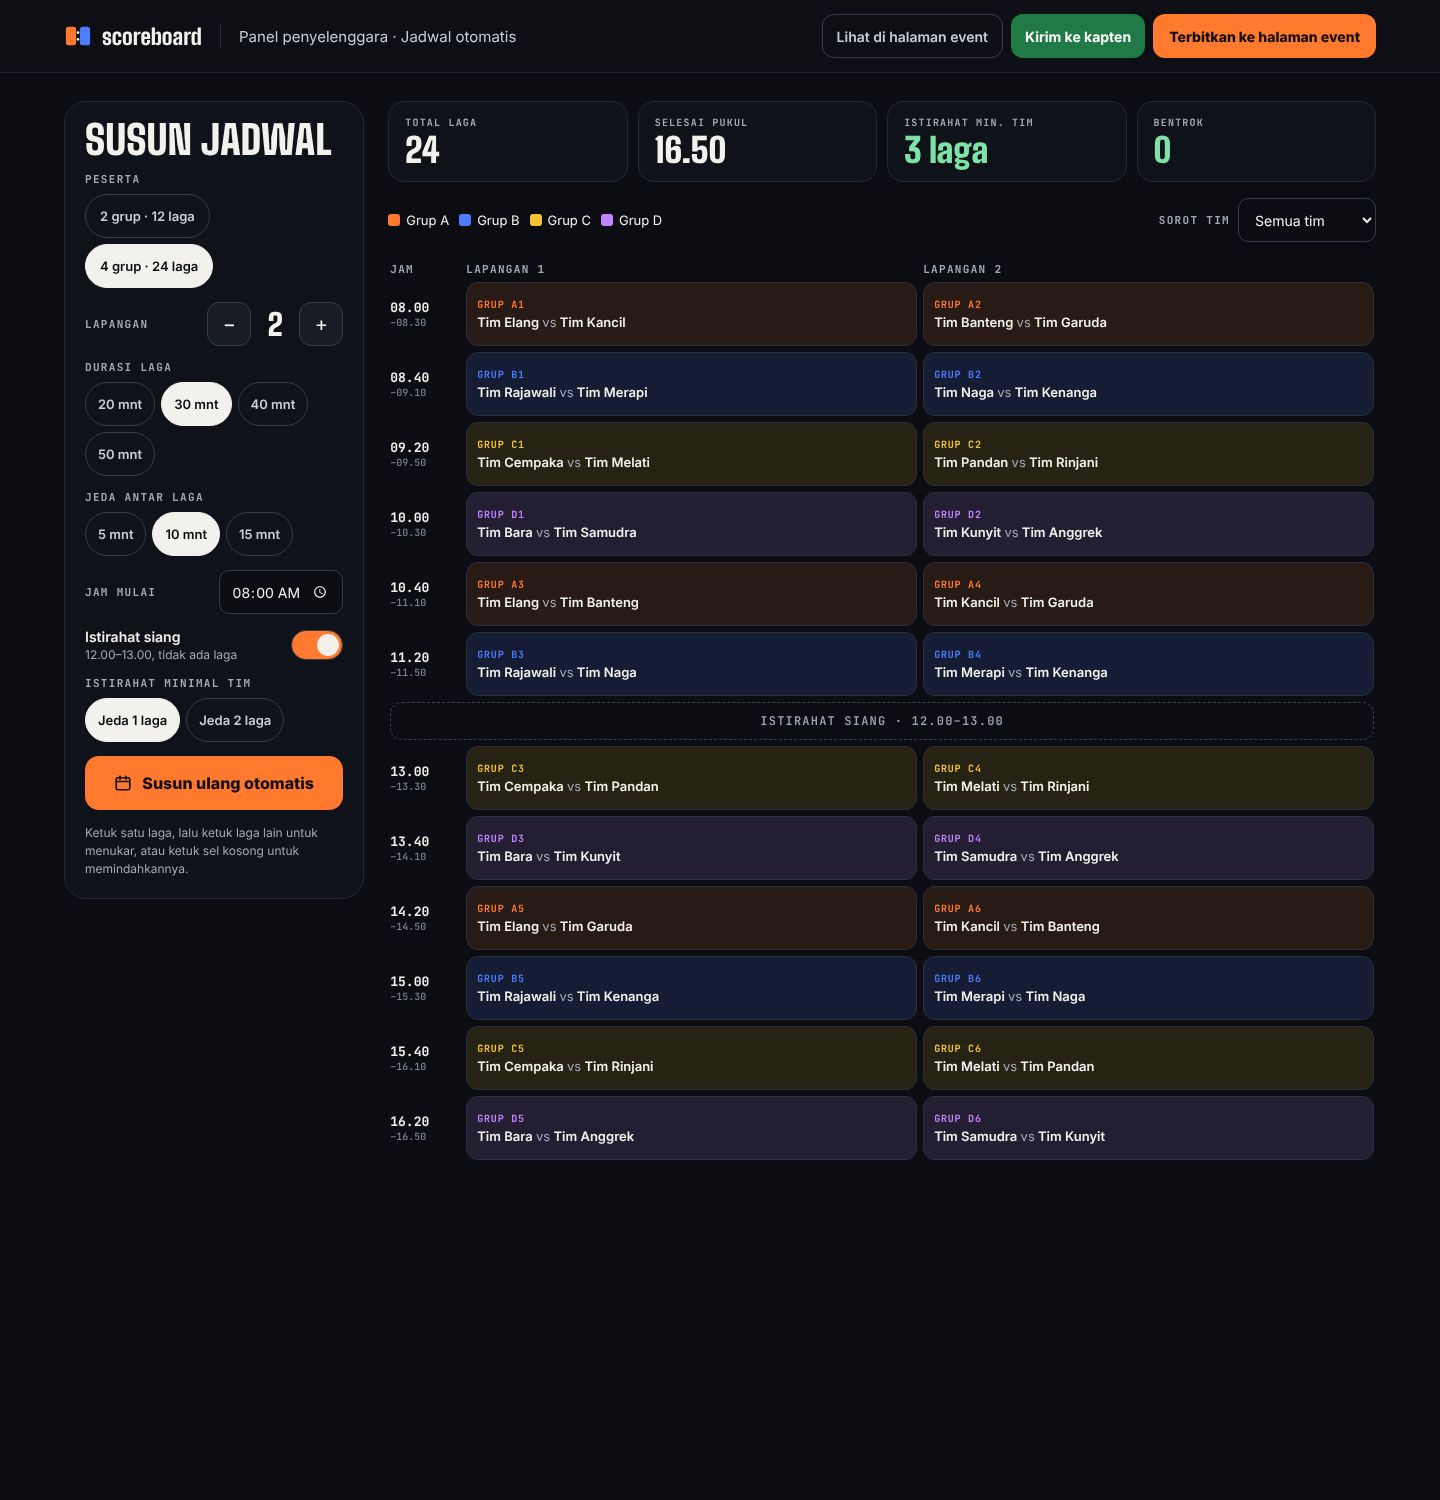 scoreboard
Panel penyelenggara · Jadwal otomatis
Lihat di halaman event
Kirim ke kapten
Terbitkan ke halaman event
SUSUN JADWAL
PESERTA
2 grup · 12 laga
4 grup · 24 laga
LAPANGAN
− 2 +
DURASI LAGA
20 mnt 30 mnt 40 mnt
50 mnt
JEDA ANTAR LAGA
5 mnt 10 mnt 15 mnt
JAM MULAI 08:00 AM
Istirahat siang
12.00–13.00, tidak ada laga
ISTIRAHAT MINIMAL TIM
Jeda 1 laga Jeda 2 laga
Susun ulang otomatis
Ketuk satu laga, lalu ketuk laga lain untuk
menukar, atau ketuk sel kosong untuk
memindahkannya.
TOTAL LAGA
24
SELESAI PUKUL
16.50
ISTIRAHAT MIN. TIM
3 laga
BENTROK
0
Grup A Grup B Grup C Grup D
SOROT TIM Semua tim
JAM LAPANGAN 1 LAPANGAN 2
08.00
–08.30
GRUP A1
Tim Elang vs Tim Kancil
GRUP A2
Tim Banteng vs Tim Garuda
08.40
–09.10
GRUP B1
Tim Rajawali vs Tim Merapi
GRUP B2
Tim Naga vs Tim Kenanga
09.20
–09.50
GRUP C1
Tim Cempaka vs Tim Melati
GRUP C2
Tim Pandan vs Tim Rinjani
10.00
–10.30
GRUP D1
Tim Bara vs Tim Samudra
GRUP D2
Tim Kunyit vs Tim Anggrek
10.40
–11.10
GRUP A3
Tim Elang vs Tim Banteng
GRUP A4
Tim Kancil vs Tim Garuda
11.20
–11.50
GRUP B3
Tim Rajawali vs Tim Naga
GRUP B4
Tim Merapi vs Tim Kenanga
ISTIRAHAT SIANG · 12.00–13.00
13.00
–13.30
GRUP C3
Tim Cempaka vs Tim Pandan
GRUP C4
Tim Melati vs Tim Rinjani
13.40
–14.10
GRUP D3
Tim Bara vs Tim Kunyit
GRUP D4
Tim Samudra vs Tim Anggrek
14.20
–14.50
GRUP A5
Tim Elang vs Tim Garuda
GRUP A6
Tim Kancil vs Tim Banteng
15.00
–15.30
GRUP B5
Tim Rajawali vs Tim Kenanga
GRUP B6
Tim Merapi vs Tim Naga
15.40
–16.10
GRUP C5
Tim Cempaka vs Tim Rinjani
GRUP C6
Tim Melati vs Tim Pandan
16.20
–16.50
GRUP D5
Tim Bara vs Tim Anggrek
GRUP D6
Tim Samudra vs Tim Kunyit